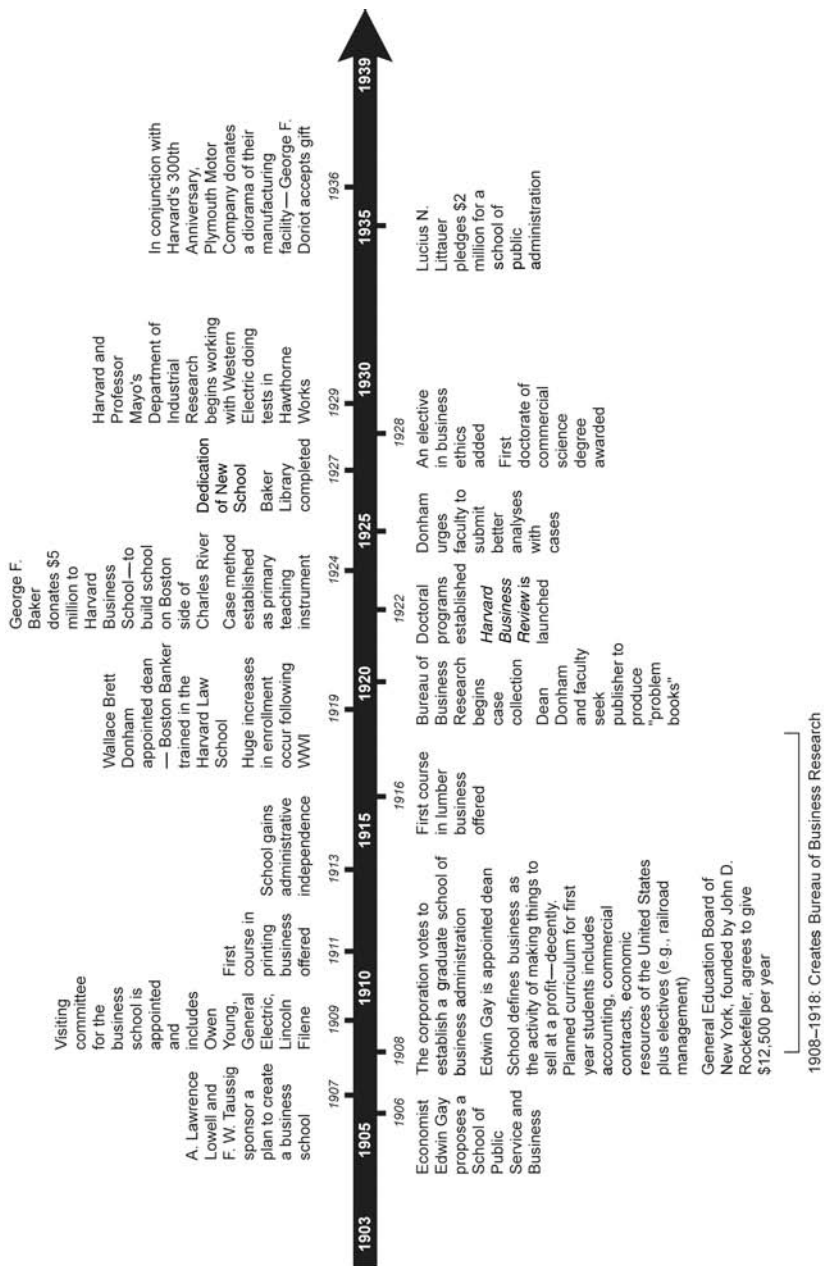 A. Lawrence
Lowell and
F. W. Taussig
sponsor a
plan to create
a business
school
Visiting
committee
for the
business
school is
appointed
and
includes
Owen
Young,
General
Electric,
Lincoln
Filene
First
course in
printing
business
offered
School gains
administrative
independence
Wallace Brett
Donham
appointed dean
— Boston Banker
trained in the
Harvard Law
School
Huge increases
in enrollment
occur following
WWI
George F.
Baker
donates $5
million to
Harvard
Business
School—to
build school
on Boston
side of
Charles River
Case method
established
as primary
teaching
instrument
Dedication
of New
School
Baker
Library
completed
Harvard and
Professor
Mayo's
Department of
Industrial
Research
begins working
with Western
Electric doing
tests in
Hawthorne
Works
In conjunction with
Harvard's 300th
Anniversary,
Plymouth Motor
Company donates
a diorama of their
manufacturing
facility—George F.
Doriot accepts gift
1907
1909
1911
1913
1919
1924
1927
1929
1936
1903
1905
1910
1915
1920
1925
1930
1935
1939
1906
1908
1916
1922
1928
Economist
Edwin Gay
proposes a
School of
Public
Service and
Business
The corporation votes to
establish a graduate school of
business administration
Edwin Gay is appointed dean
School defines business as
the activity of making things to
sell at a profit—decently.
Planned curriculum for first
year students includes
accounting, commercial
contracts, economic
resources of the United States
plus electives (e.g., railroad
management)
General Education Board of
New York, founded by John D.
Rockefeller, agrees to give
$12,500 per year
First course
in lumber
business
offered
Bureau of
Business
Research
begins
case
collection
Dean
Donham
and faculty
seek
publisher to
produce
"problem
books"
Doctoral
programs
established
Harvard
Business
Review is
launched
Donham
urges
faculty to
submit
better
analyses
with
cases
An elective
in business
ethics
added
First
doctorate of
commercial
science
degree
awarded
Lucius N.
Littauer
pledges $2
million for a
school of
public
administration
1908–1918: Creates Bureau of Business Research